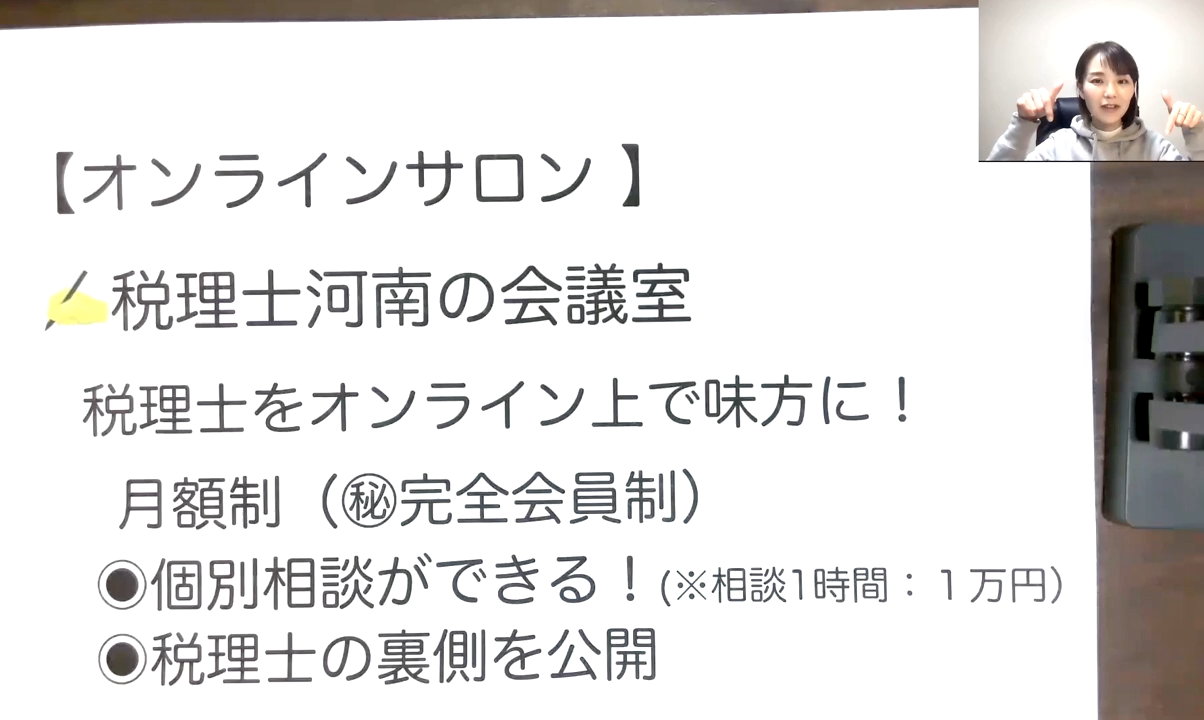 【オンラインサロン】
✍税理士河南の会議室
税理士をオンライン上で味方に！
月額制（㊙完全会員制）
◉個別相談ができる！(※相談1時間：１万円)
◉税理士の裏側を公開